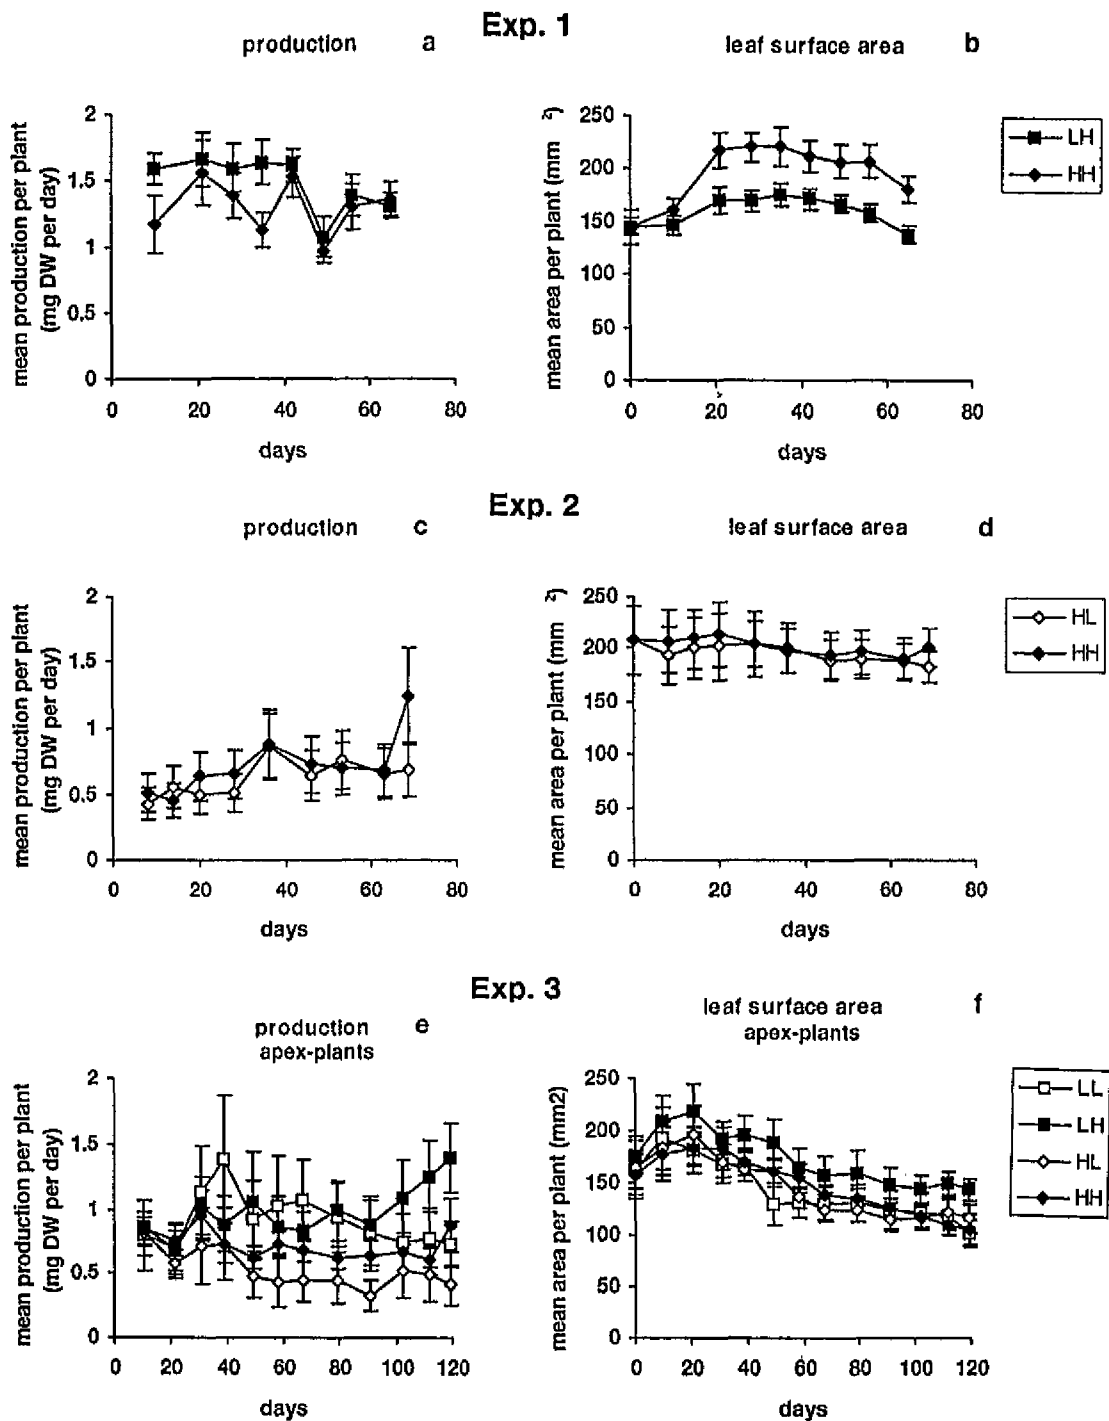 Exp. 1
production a
leaf surface area b
mean production per plant
(mg DW per day)
2
1.5
1
0.5
0
0 20 40 60 80
days
mean area per plant (mm 2)
250
200
150
100
50
0
0 20 40 60 80
days
LH
HH
Exp. 2
production c
leaf surface area d
mean production per plant
(mg DW per day)
2
1.5
1
0.5
0
0 20 40 60 80
days
mean area per plant (mm 2)
250
200
150
100
50
0
0 20 40 60 80
days
HL
HH
Exp. 3
production e
apex-plants
leaf surface area f
apex-plants
mean production per plant
(mg DW per day)
2
1.5
1
0.5
0
0 20 40 60 80 100 120
days
mean area per plant (mm2)
250
200
150
100
50
0
0 20 40 60 80 100 120
days
LL
LH
HL
HH